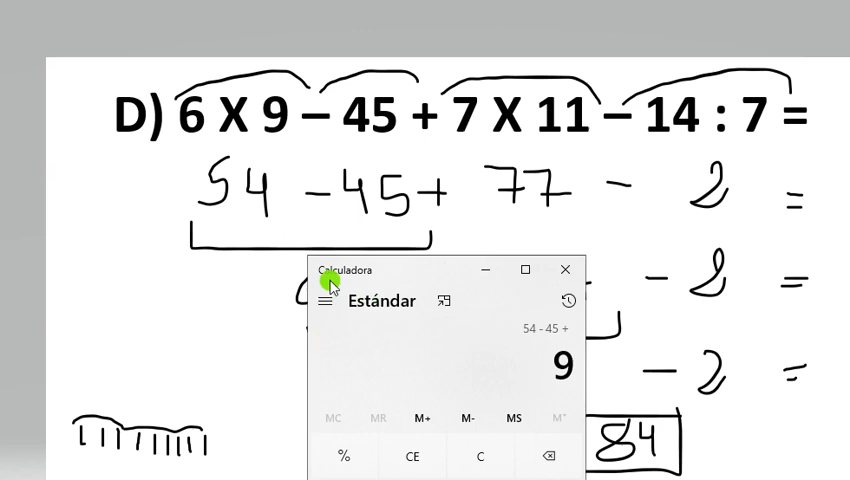 D) 6 X 9 – 45 + 7 X 11 – 14 : 7 =
54 - 45 + 77 - 2 =
- 2 =
- 2 =
84
Calculadora
Estándar
54 - 45 +
9
MC MR M+ M- MS M˅
% CE C